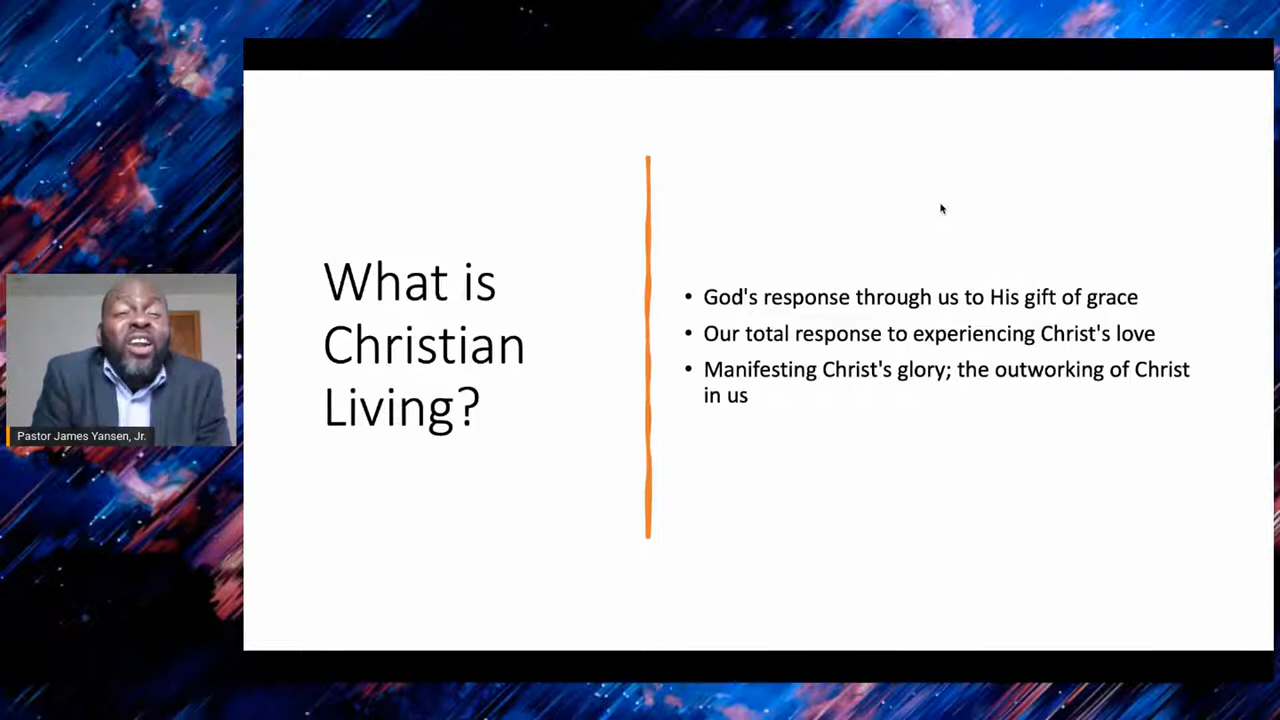 What is
Christian
Living?
• God's response through us to His gift of grace
• Our total response to experiencing Christ's love
• Manifesting Christ's glory; the outworking of Christ
in us
Pastor James Yansen, Jr.